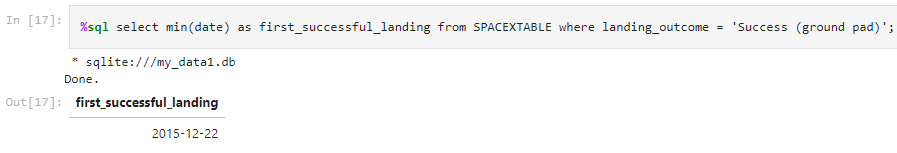 In [17]: %sql select min(date) as first_successful_landing from SPACEXTABLE where landing_outcome = 'Success (ground pad)';
* sqlite:///my_data1.db
Done.
Out[17]: first_successful_landing
2015-12-22